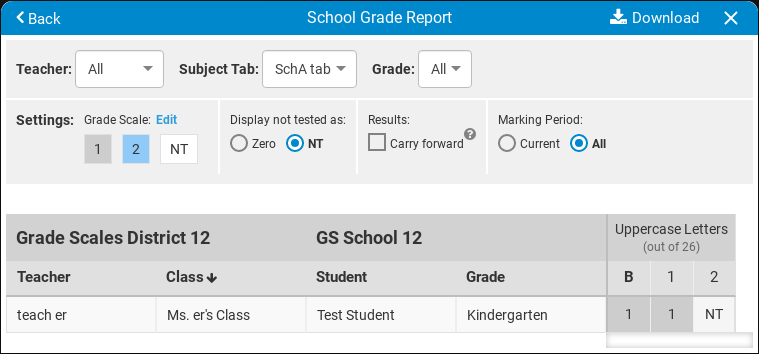 Back School Grade Report Download
Teacher: All Subject Tab: SchA tab Grade: All
Settings: Grade Scale: Edit Display not tested as: Results: Marking Period:
1 2 NT Zero NT Carry forward ? Current All
Grade Scales District 12 GS School 12 Uppercase Letters
(out of 26)
Teacher Class Student Grade B 1 2
teach er Ms. er's Class Test Student Kindergarten 1 1 NT